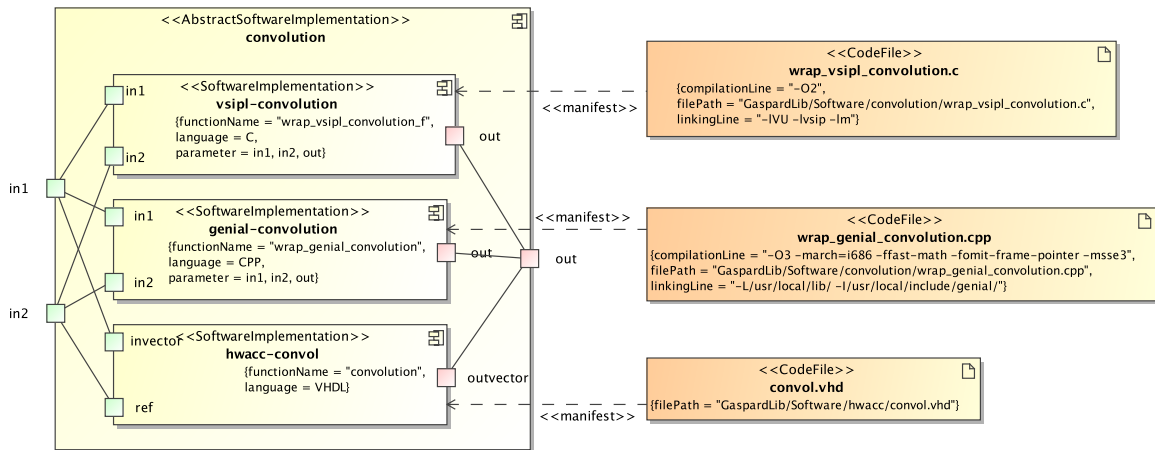 <<AbstractSoftwareImplementation>>
convolution
in1
in2
<<SoftwareImplementation>>
vsipl-convolution
{functionName = "wrap_vsipl_convolution_f",
language = C,
parameter = in1, in2, out}
in1
in2
out
<<SoftwareImplementation>>
genial-convolution
{functionName = "wrap_genial_convolution",
language = CPP,
parameter = in1, in2, out}
in1
in2
out
<<SoftwareImplementation>>
hwacc-convol
{functionName = "convolution",
language = VHDL}
invector
ref
outvector
out
<<manifest>>
<<CodeFile>>
wrap_vsipl_convolution.c
{compilationLine = "-O2",
filePath = "GaspardLib/Software/convolution/wrap_vsipl_convolution.c",
linkingLine = "-lVU -lvsip -lm"}
<<manifest>>
<<CodeFile>>
wrap_genial_convolution.cpp
{compilationLine = "-O3 -march=i686 -ffast-math -fomit-frame-pointer -msse3",
filePath = "GaspardLib/Software/convolution/wrap_genial_convolution.cpp",
linkingLine = "-L/usr/local/lib/ -I/usr/local/include/genial/"}
<<manifest>>
<<CodeFile>>
convol.vhd
{filePath = "GaspardLib/Software/hwacc/convol.vhd"}